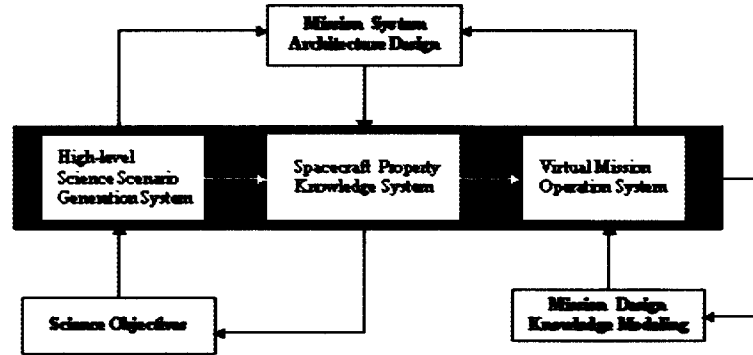 Mission System
Architecture Design
High-level
Science Scenario
Generation System
Spacecraft Property
Knowledge System
Virtual Mission
Operation System
Science Objectives
Mission Design
Knowledge Modeling